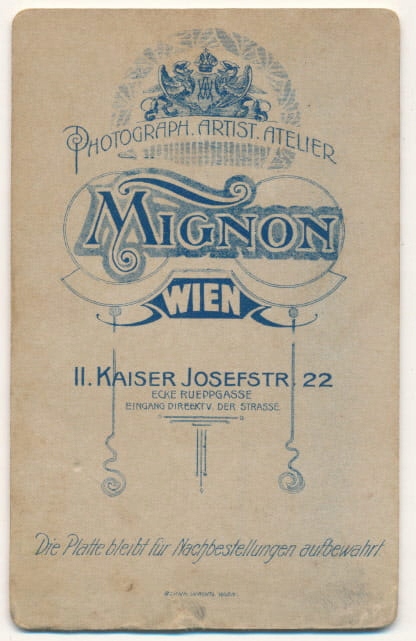 PHOTOGRAPH. ARTIST. ATELIER
MIGNON
WIEN
II. KAISER JOSEFSTR. 22
ECKE RUEPPGASSE
EINGANG DIREEKT V. DER STRASSE
Die Platte bleibt für Nachbestellungen aufbewahrt